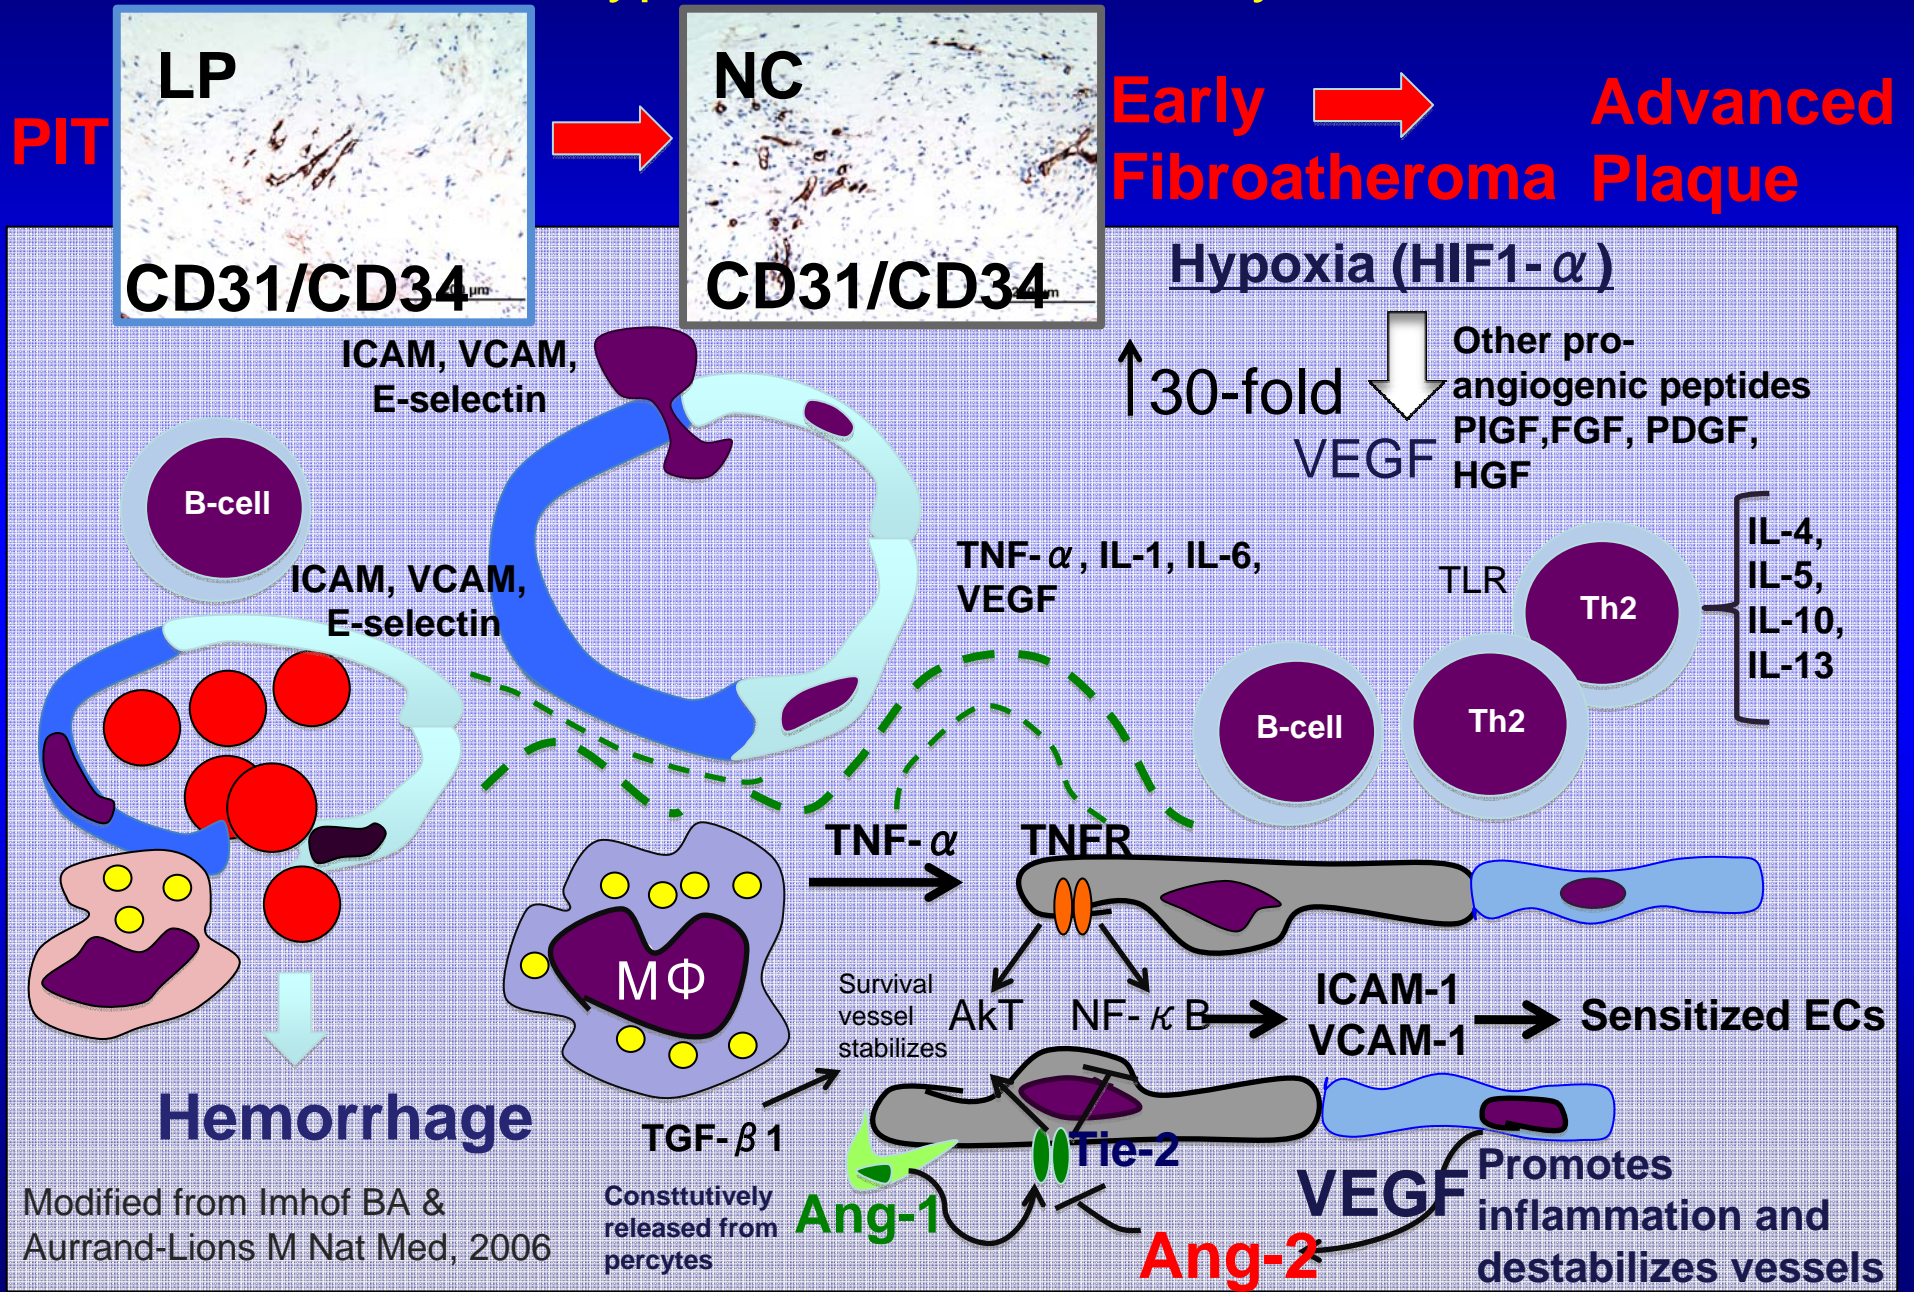 LP
CD31/CD34
PIT
NC
CD31/CD34
Early
Fibroatheroma
Advanced
Plaque
Hypoxia (HIF1-α)
30-fold
VEGF
Other pro-
angiogenic peptides
PIGF,FGF, PDGF,
HGF
ICAM, VCAM,
E-selectin
B-cell
ICAM, VCAM,
E-selectin
TNF-α, IL-1, IL-6,
VEGF
TLR
Th2
IL-4,
IL-5,
IL-10,
IL-13
B-cell
Th2
TNF-α
TNFR
MΦ
Survival
vessel
stabilizes
AkT
NF-κB
ICAM-1
VCAM-1
Sensitized ECs
Hemorrhage
TGF-β1
Tie-2
Consttutively
released from
percytes
Ang-1
VEGF
Ang-2
Promotes
inflammation and
destabilizes vessels
Modified from Imhof BA &
Aurrand-Lions M Nat Med, 2006